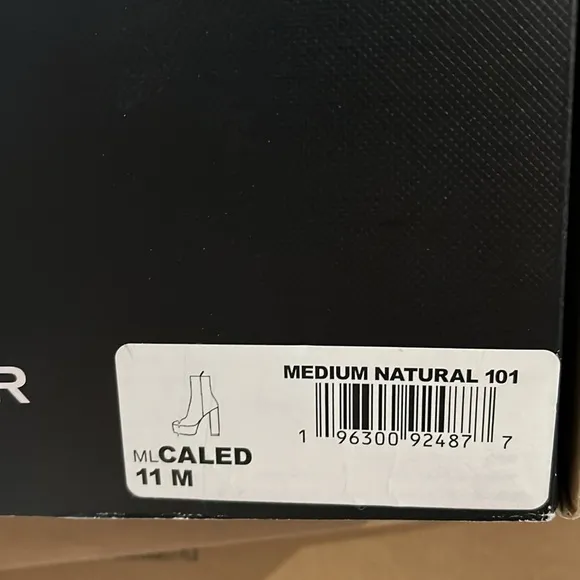 R
MEDIUM NATURAL 101
1 96300 92487 7
MLCALED
11 M